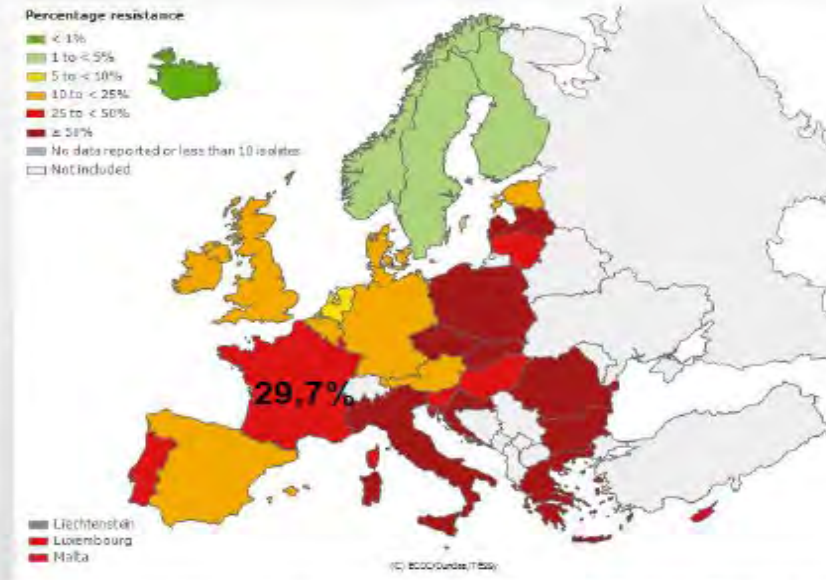 Percentage resistance
< 1%
1 to < 5%
5 to < 10%
10 to < 25%
25 to < 50%
≥ 50%
No data reported or less than 10 isolates
Not included
29,7%
Liechtenstein
Luxembourg
Malta
(C) ECDC/Dundas/TESSy